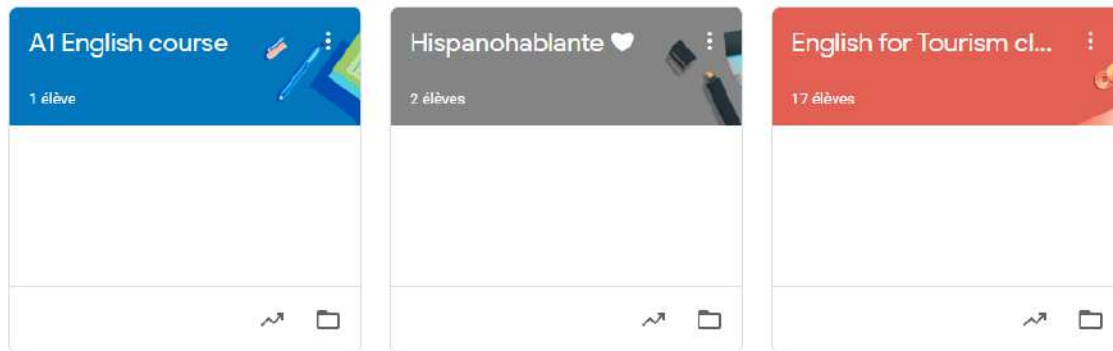 A1 English course
1 élève
Hispanohablante 🤍
2 élèves
English for Tourism cl...
17 élèves